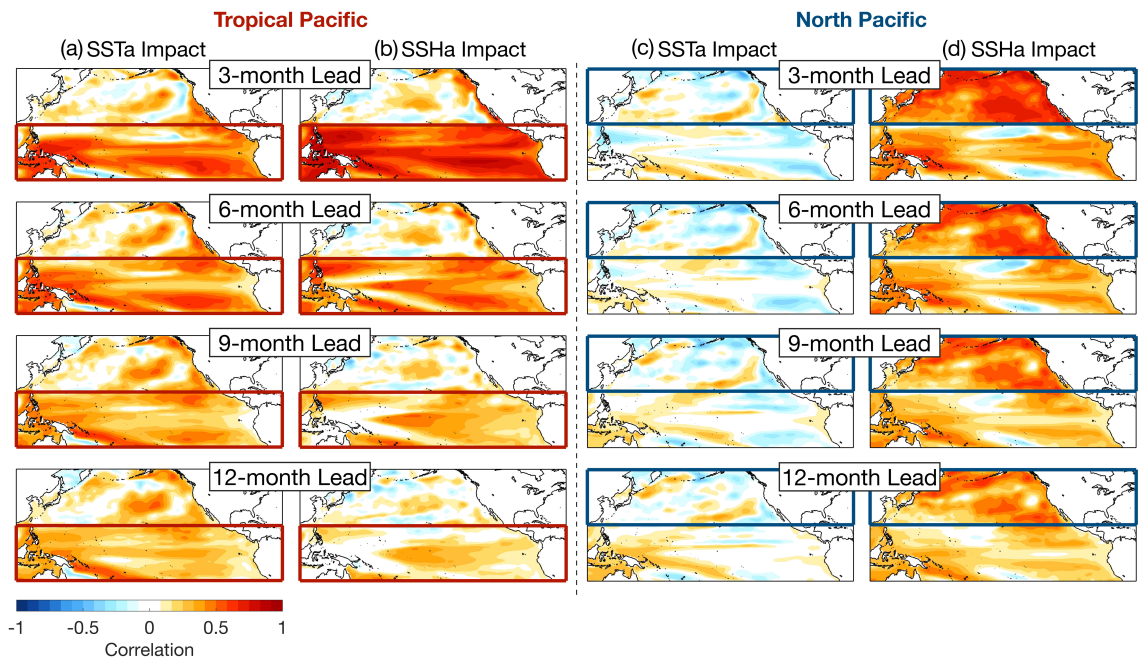 Tropical Pacific
North Pacific
(a) SSTa Impact
(b) SSHa Impact
(c) SSTa Impact
(d) SSHa Impact
3-month Lead
3-month Lead
6-month Lead
6-month Lead
9-month Lead
9-month Lead
12-month Lead
12-month Lead
-1 -0.5 0 0.5 1
Correlation